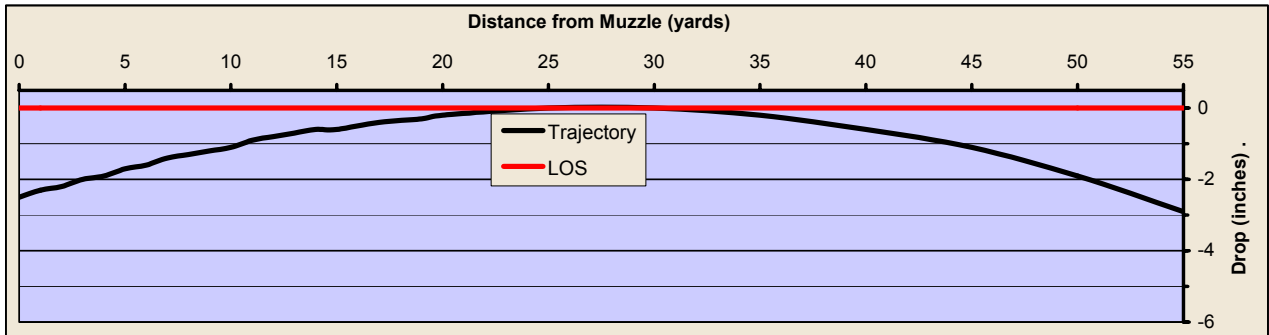 Distance from Muzzle (yards)
0 5 10 15 20 25 30 35 40 45 50 55
0
Trajectory
LOS
-2
-4
-6
Drop (inches) .